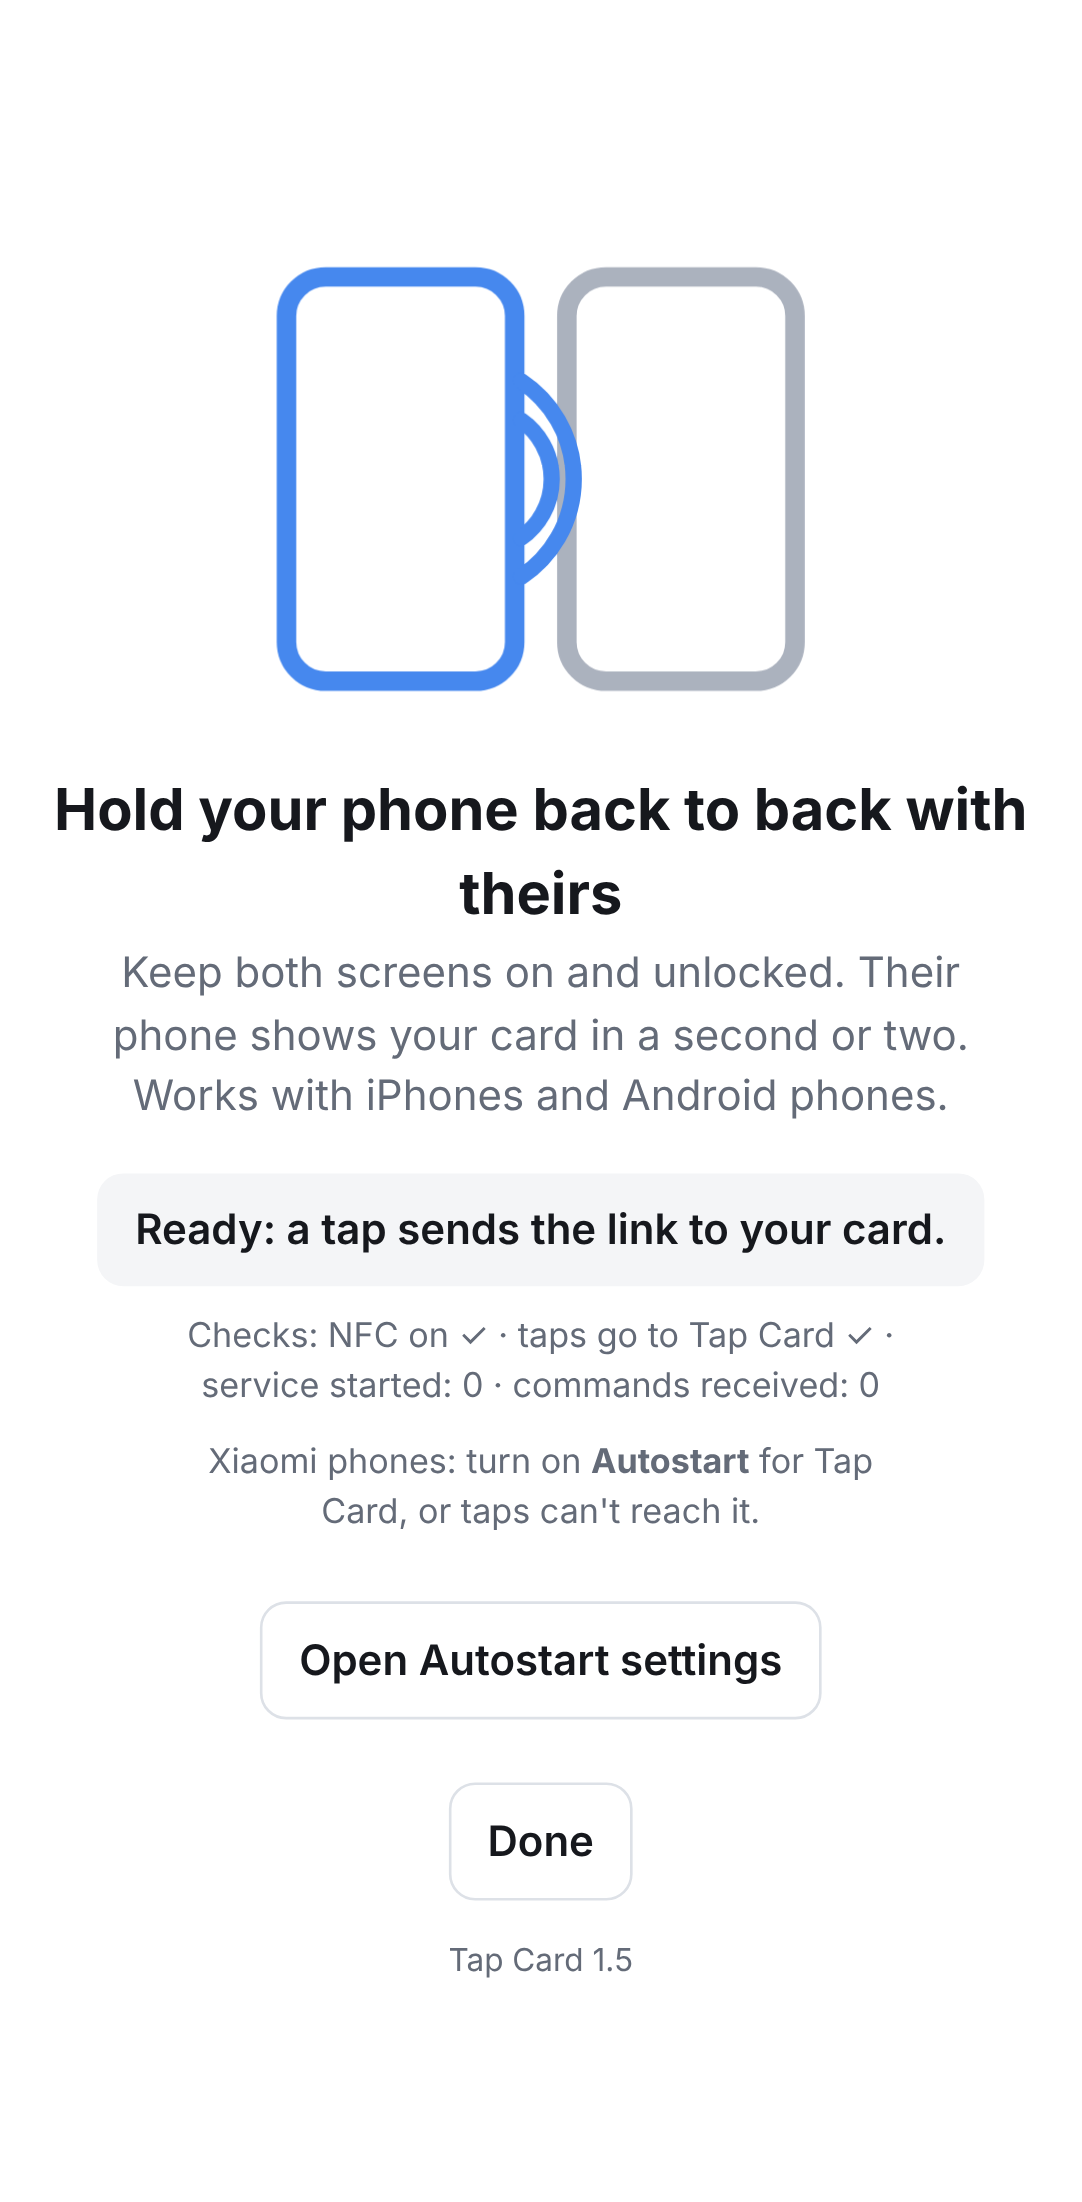 Hold your phone back to back with
theirs
Keep both screens on and unlocked. Their
phone shows your card in a second or two.
Works with iPhones and Android phones.
Ready: a tap sends the link to your card.
Checks: NFC on ✓ · taps go to Tap Card ✓ ·
service started: 0 · commands received: 0
Xiaomi phones: turn on Autostart for Tap
Card, or taps can't reach it.
Open Autostart settings
Done
Tap Card 1.5